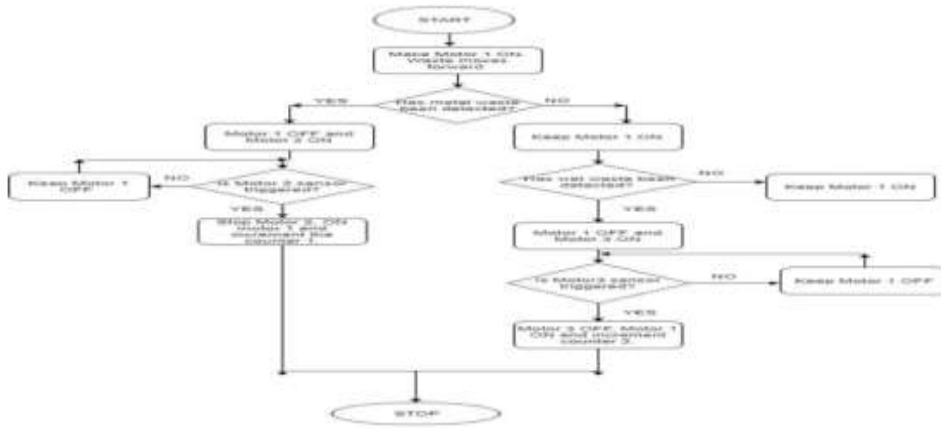 START
Make Motor 1 ON.
Waste moves
forward
Has metal waste
been detected?
YES
NO
Motor 1 OFF and
Motor 2 ON
Keep Motor 1 ON
Keep Motor 1
OFF
NO
Is Motor 2 sensor
triggered?
Has wet waste been
detected?
NO
Keep Motor 1 ON
YES
Stop Motor 2, ON
motor 1 and
increment the
counter 1.
YES
Motor 1 OFF and
Motor 3 ON
Is Motor3 sensor
triggered?
NO
Keep Motor 1 OFF
YES
Motor 3 OFF, Motor 1
ON and increment
counter 2.
STOP